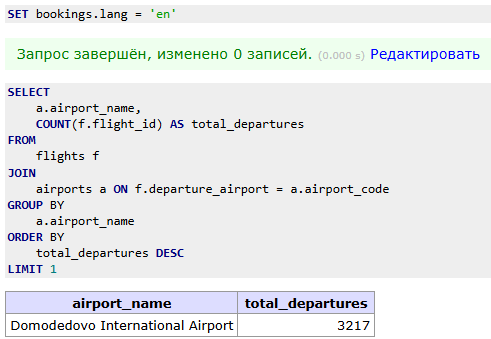 SET bookings.lang = 'en'
Запрос завершён, изменено 0 записей. (0.000 s) Редактировать
SELECT
    a.airport_name,
    COUNT(f.flight_id) AS total_departures
FROM
    flights f
JOIN
    airports a ON f.departure_airport = a.airport_code
GROUP BY
    a.airport_name
ORDER BY
    total_departures DESC
LIMIT 1
airport_name total_departures
Domodedovo International Airport 3217